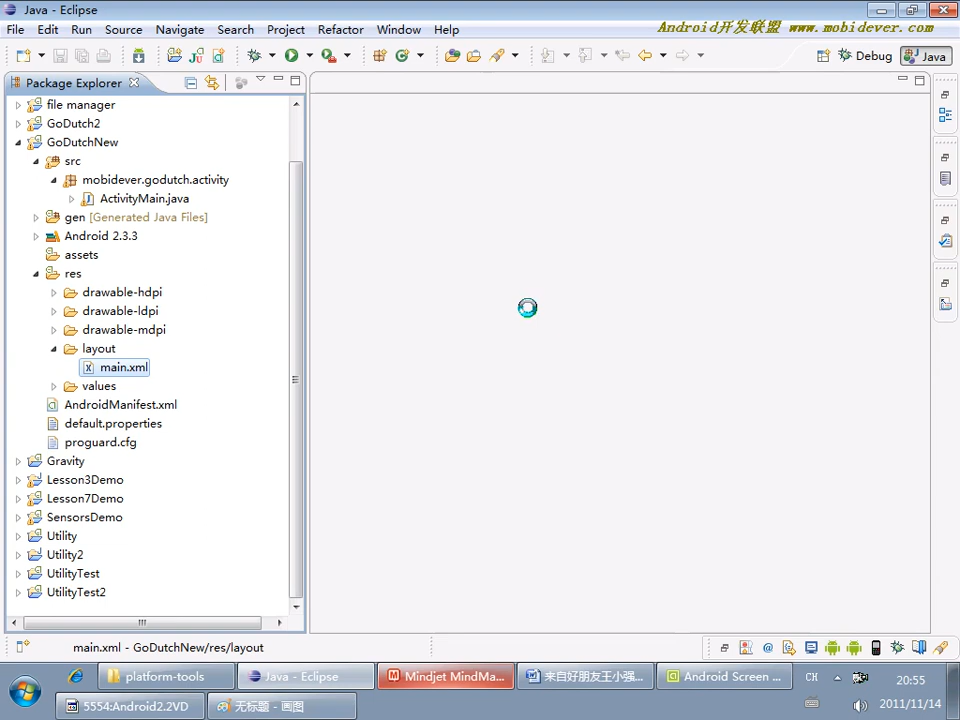 Java - Eclipse
File Edit Run Source Navigate Search Project Refactor Window Help
Android开发联盟 www.mobidever.com
Debug Java
Package Explorer
file manager
GoDutch2
GoDutchNew
src
mobidever.godutch.activity
ActivityMain.java
gen [Generated Java Files]
Android 2.3.3
assets
res
drawable-hdpi
drawable-ldpi
drawable-mdpi
layout
main.xml
values
AndroidManifest.xml
default.properties
proguard.cfg
Gravity
Lesson3Demo
Lesson7Demo
SensorsDemo
Utility
Utility2
UtilityTest
UtilityTest2
main.xml - GoDutchNew/res/layout
platform-tools
Java - Eclipse
Mindjet MindMa...
来自好朋友王小强...
Android Screen ...
CH
20:55
5554:Android2.2VD
无标题 - 画图
2011/11/14